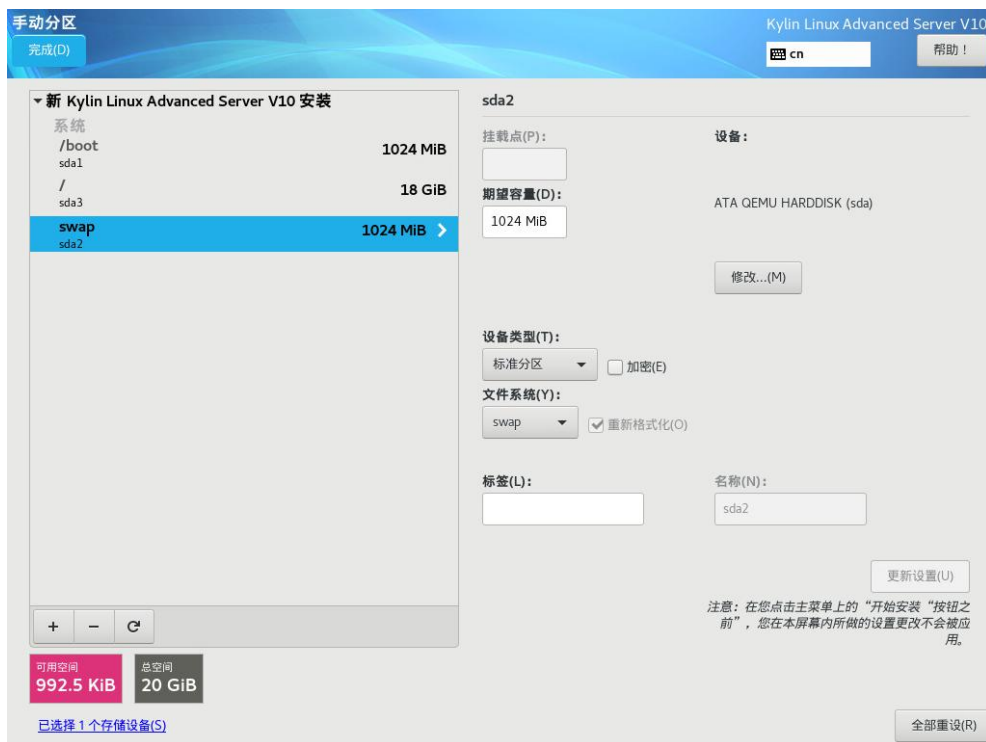 手动分区
Kylin Linux Advanced Server V10
完成(D)
cn
帮助！
新 Kylin Linux Advanced Server V10 安装
系统
/boot
1024 MiB
sda1
/
18 GiB
sda3
swap
1024 MiB
sda2
sda2
挂载点(P)：
设备：
期望容量(D)：
1024 MiB
ATA QEMU HARDDISK (sda)
修改...(M)
设备类型(T)：
标准分区
加密(E)
文件系统(Y)：
swap
重新格式化(O)
标签(L)：
名称(N)：
sda2
更新设置(U)
注意：在您点击主菜单上的“开始安装“按钮之
前”，您在本屏幕内所做的设置更改不会被应
用。
+ −
可用空间
992.5 KiB
总空间
20 GiB
已选择 1 个存储设备(S)
全部重设(R)